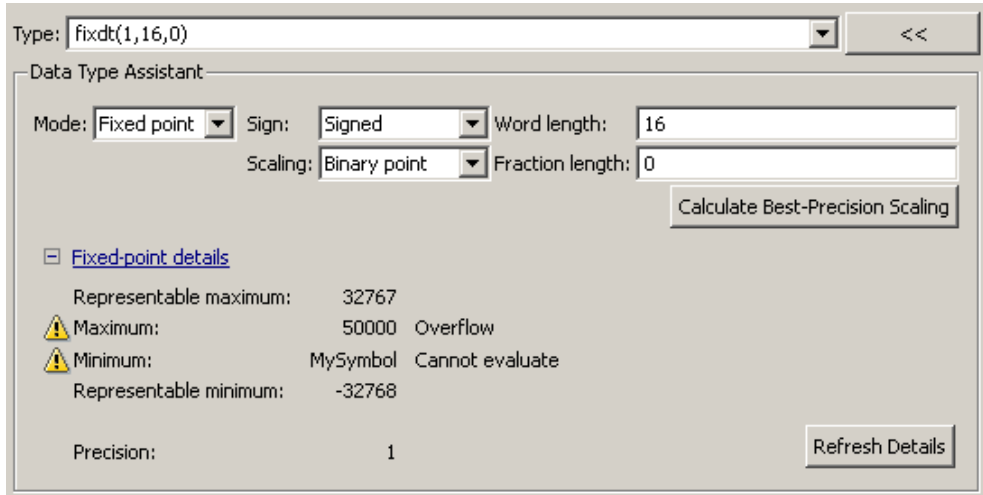 Type: fixdt(1,16,0) <<
Data Type Assistant
Mode: Fixed point Sign: Signed Word length: 16
Scaling: Binary point Fraction length: 0
Calculate Best-Precision Scaling
Fixed-point details
Representable maximum: 32767
Maximum: 50000 Overflow
Minimum: MySymbol Cannot evaluate
Representable minimum: -32768
Precision: 1 Refresh Details